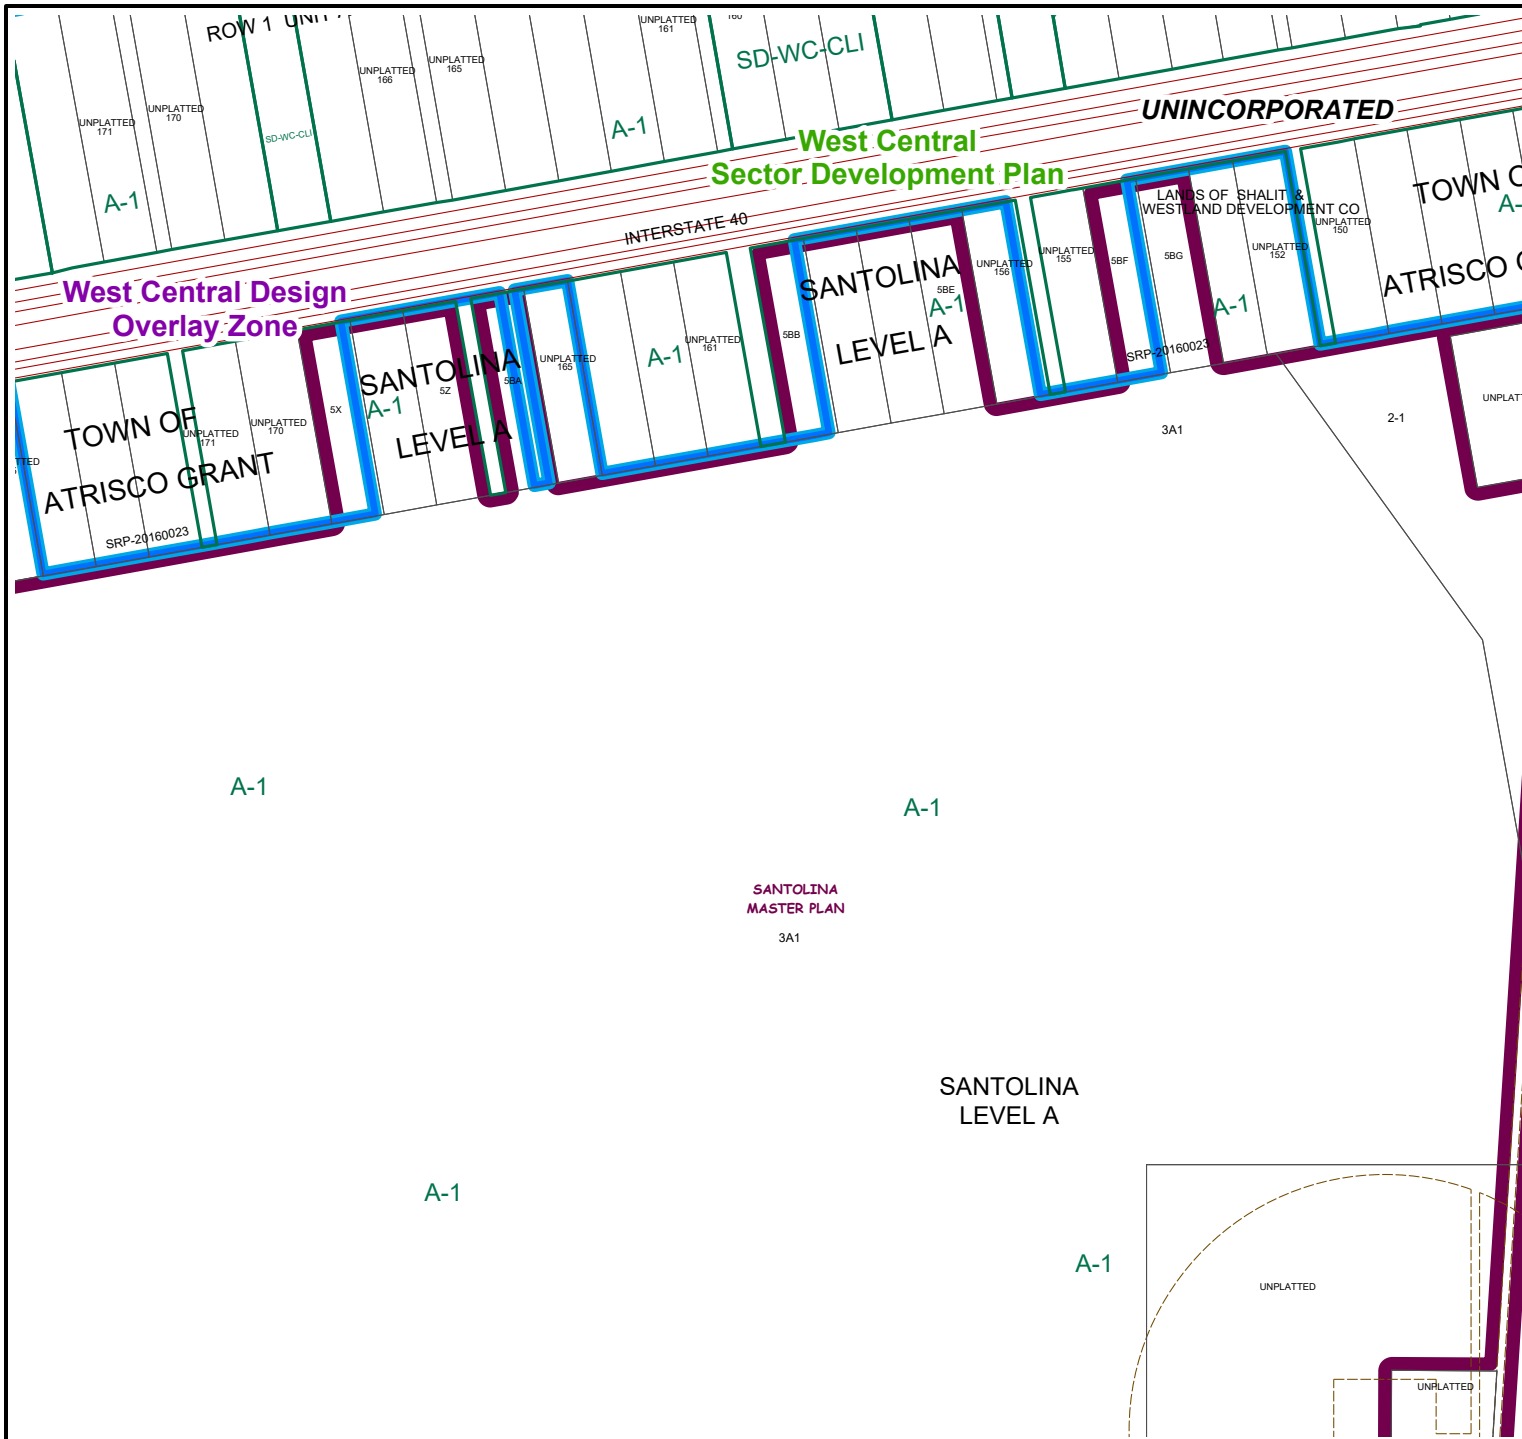 ROW 1
UNPLATTED
161
SD-WC-CLI
UNPLATTED
166
UNPLATTED
165
UNPLATTED
171
UNPLATTED
170
SD-WC-CLI
A-1
A-1
UNINCORPORATED
West Central
Sector Development Plan
INTERSTATE 40
West Central Design
Overlay Zone
LANDS OF SHALIT &
WESTLAND DEVELOPMENT CO
UNPLATTED
150
TOWN
A-
ATRISCO
UNPLATTED
155
5BF
5BG
UNPLATTED
152
A-1
SRP-20160023
SANTOLINA
5BE
A-1
LEVEL A
UNPLATTED
156
5BB
UNPLATTED
161
A-1
UNPLATTED
165
SANTOLINA
5BA
5Z
5X
A-1
LEVEL A
TOWN OF
UNPLATTED
171
UNPLATTED
170
ATRISCO GRANT
SRP-20160023
3A1
2-1
A-1
A-1
SANTOLINA
MASTER PLAN
3A1
SANTOLINA
LEVEL A
A-1
A-1
UNPLATTED
UNPLATTED